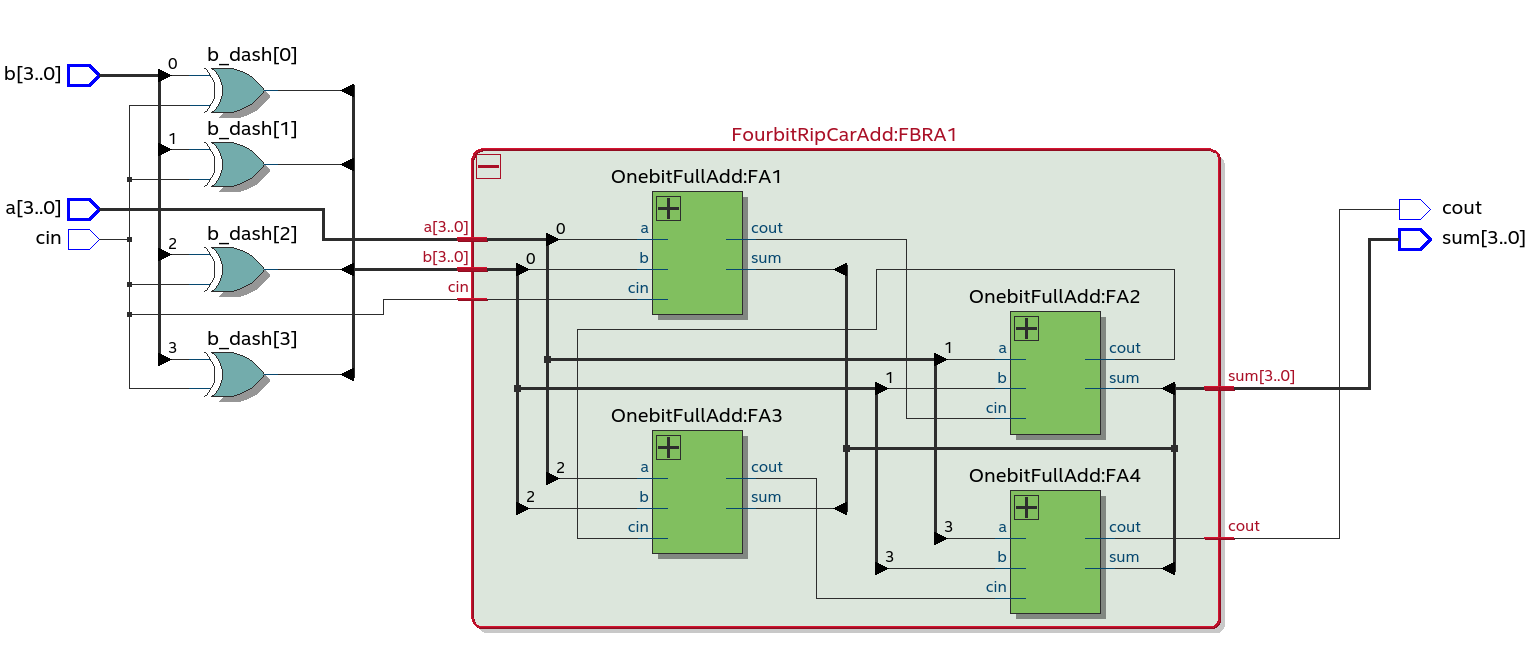 b[3..0]
0
b_dash[0]
1
b_dash[1]
a[3..0]
cin
2
b_dash[2]
3
b_dash[3]
FourbitRipCarAdd:FBRA1
a[3..0]
b[3..0]
cin
OnebitFullAdd:FA1
0
a
cout
0
b
sum
cin
OnebitFullAdd:FA2
1
a
cout
1
b
sum
cin
OnebitFullAdd:FA3
2
a
cout
2
b
sum
cin
OnebitFullAdd:FA4
3
a
cout
3
b
sum
cin
sum[3..0]
cout
cout
sum[3..0]